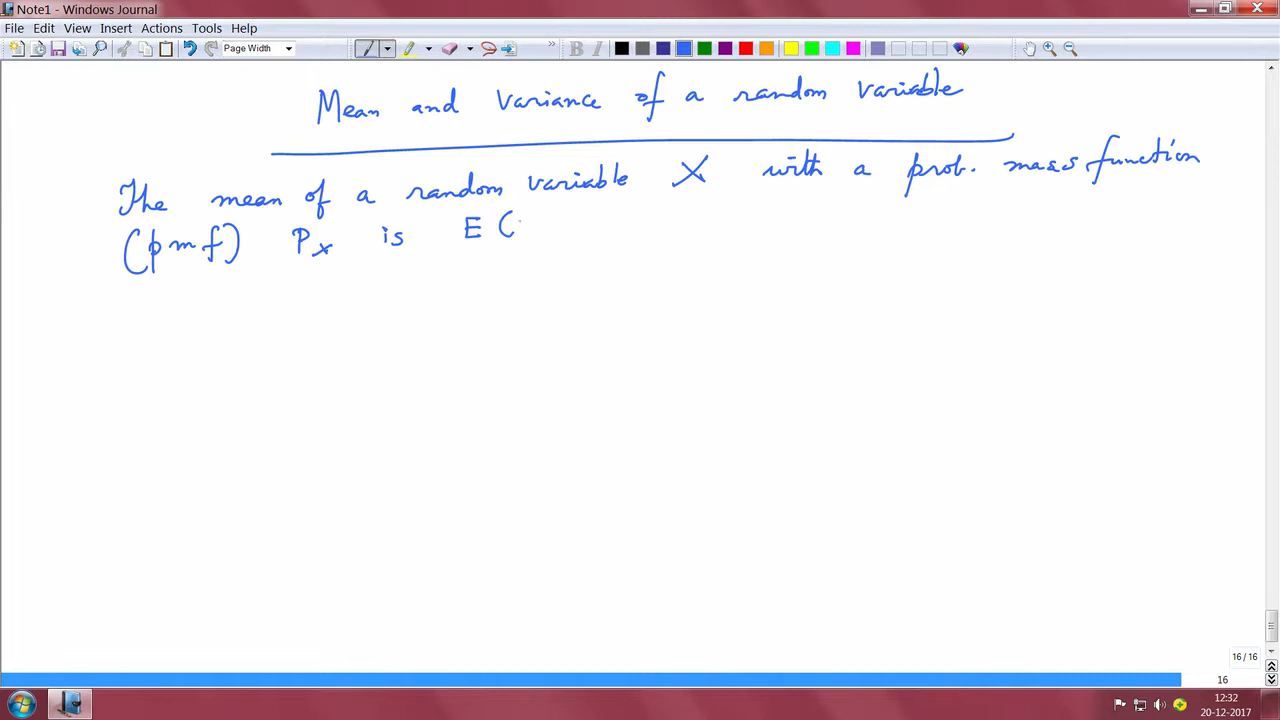 Note1 - Windows Journal
File Edit View Insert Actions Tools Help
Page Width
Mean and variance of a random variable
The mean of a random variable X with a prob. mass function
(pmf) Px is E(
16 / 16
16
12:32
20-12-2017